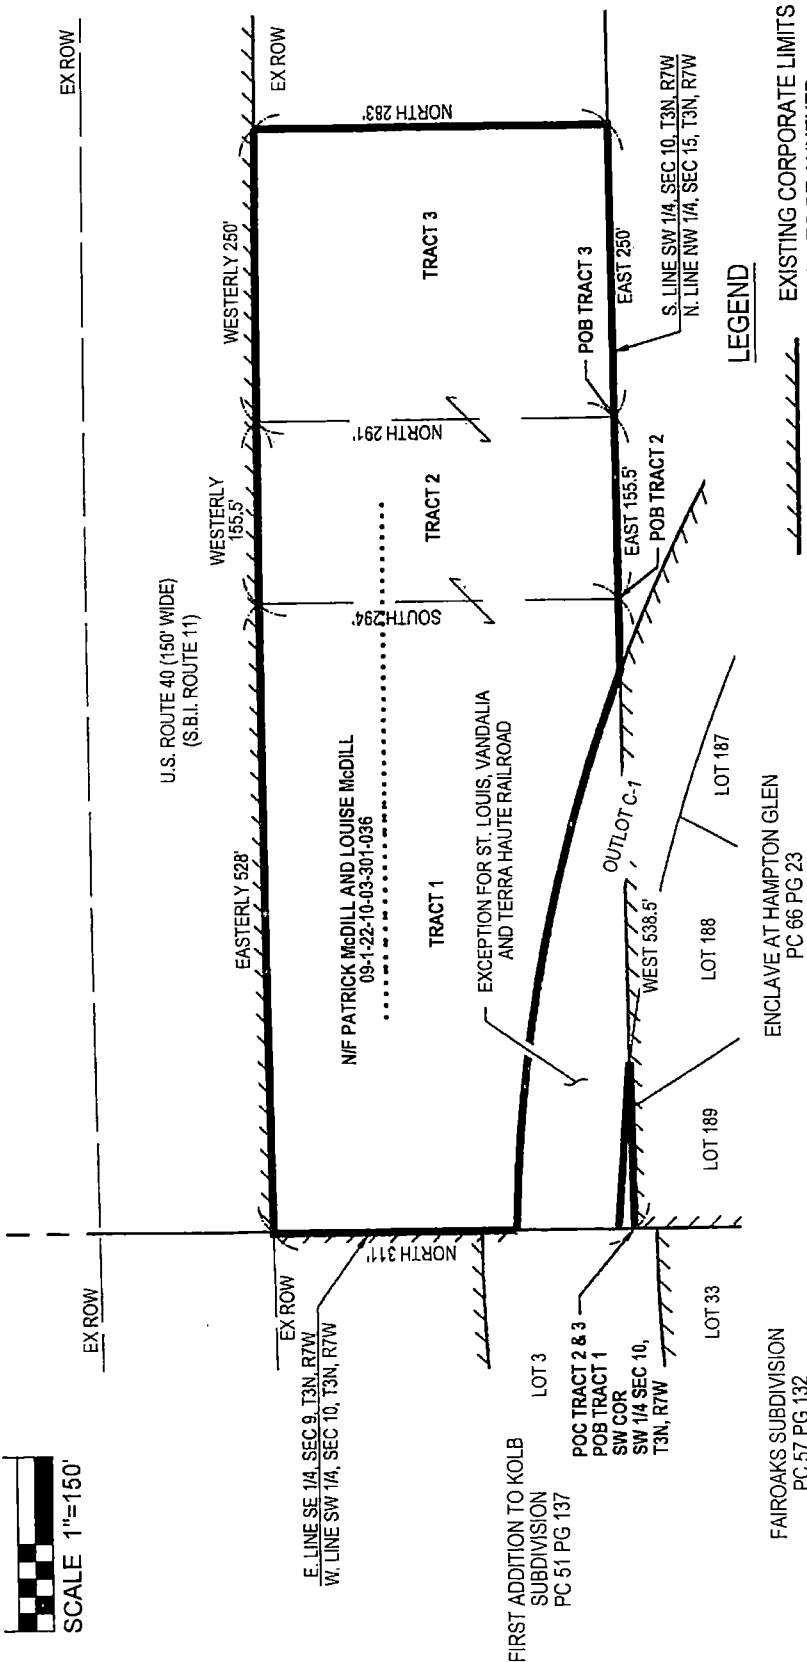 SCALE 1"=150'
EX ROW
EX ROW
EX ROW
EX ROW
U.S. ROUTE 40 (150' WIDE)
(S.B.I. ROUTE 11)
EASTERLY 528'
WESTERLY
155.5'
WESTERLY 250'
E. LINE SE 1/4, SEC 9, T3N, R7W
W. LINE SW 1/4, SEC 10, T3N, R7W
NORTH 311'
N/F PATRICK McDILL AND LOUISE McDILL
09-1-22-10-03-301-036
TRACT 1
SOUTH 294'
TRACT 2
NORTH 291'
TRACT 3
NORTH 283'
EXCEPTION FOR ST. LOUIS, VANDALIA
AND TERRA HAUTE RAILROAD
FIRST ADDITION TO KOLB
SUBDIVISION
PC 51 PG 137
LOT 3
POC TRACT 2 & 3
POB TRACT 1
SW COR
SW 1/4 SEC 10,
T3N, R7W
OUTLOT C-1
WEST 538.5'
EAST 155.5'
POB TRACT 2
POB TRACT 3
EAST 250'
S. LINE SW 1/4, SEC 10, T3N, R7W
N. LINE NW 1/4, SEC 15, T3N, R7W
LOT 33
LOT 189
LOT 188
LOT 187
FAIROAKS SUBDIVISION
PC 57 PG 132
ENCLAVE AT HAMPTON GLEN
PC 66 PG 23
LEGEND
EXISTING CORPORATE LIMITS